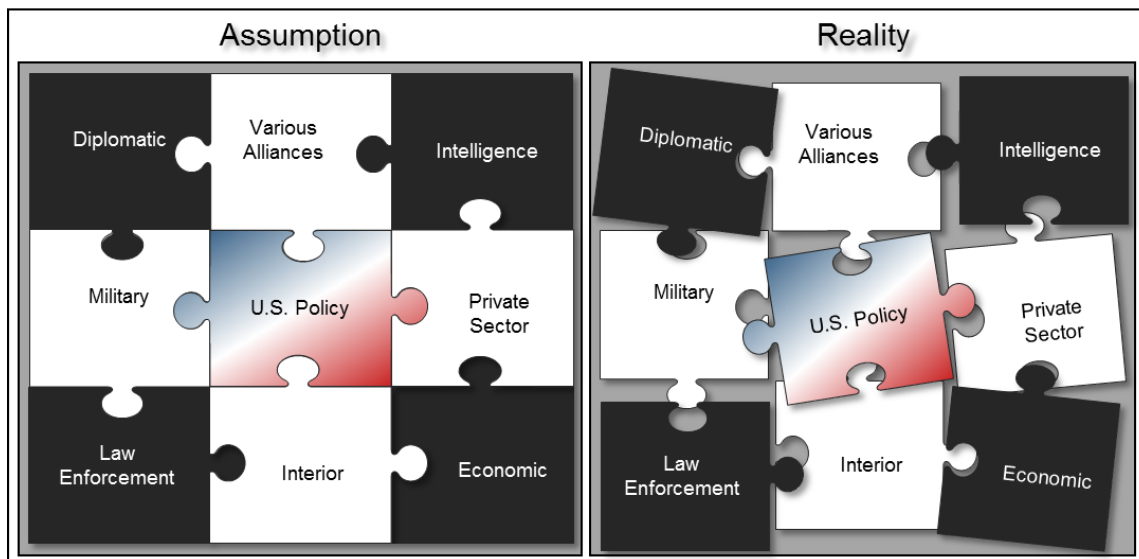 Assumption
Diplomatic
Various
Alliances
Intelligence
Military
U.S. Policy
Private
Sector
Law
Enforcement
Interior
Economic
Reality
Diplomatic
Various
Alliances
Intelligence
Military
U.S. Policy
Private
Sector
Law
Enforcement
Interior
Economic